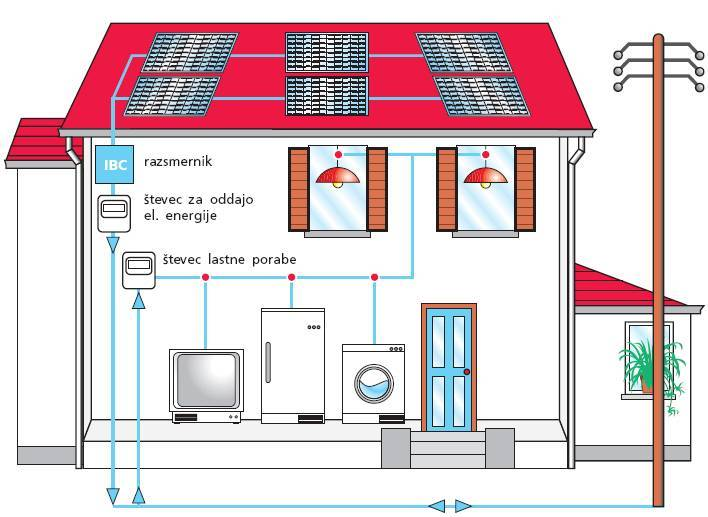 IBC razsmernik
števec za oddajo
el. energije
števec lastne porabe